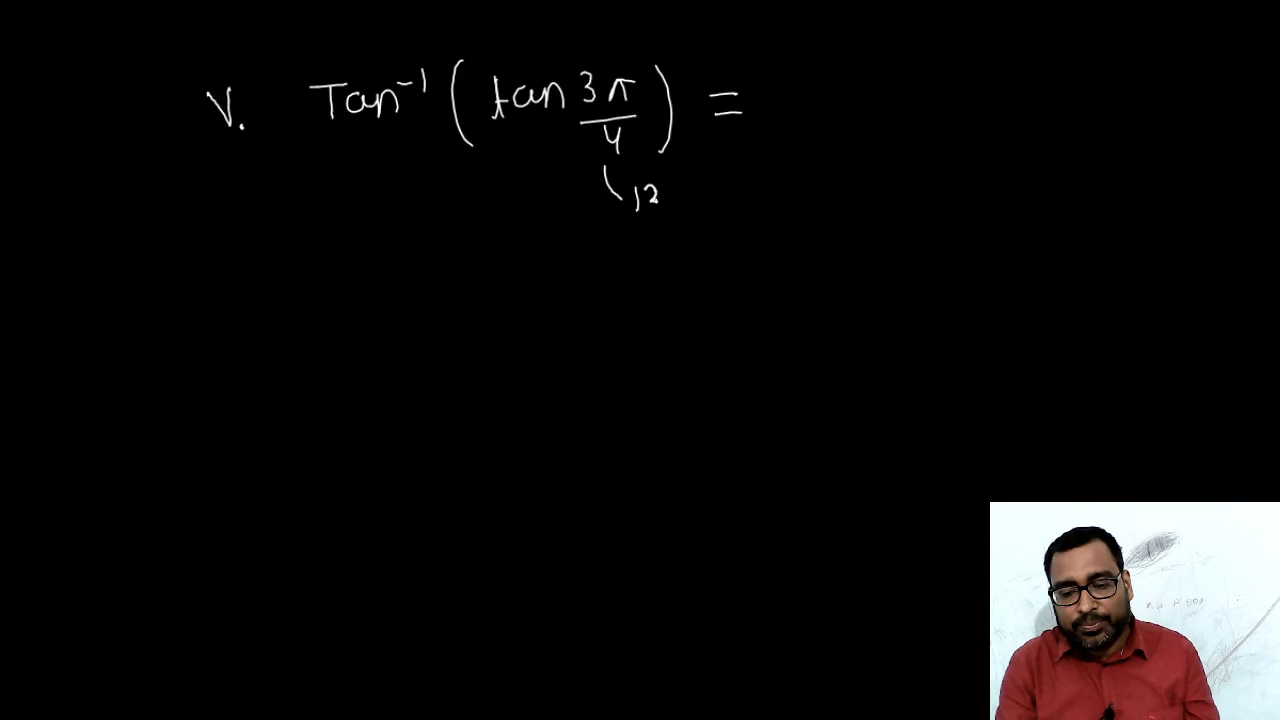 V. Tan⁻¹ ( tan 3π/4 ) =
12